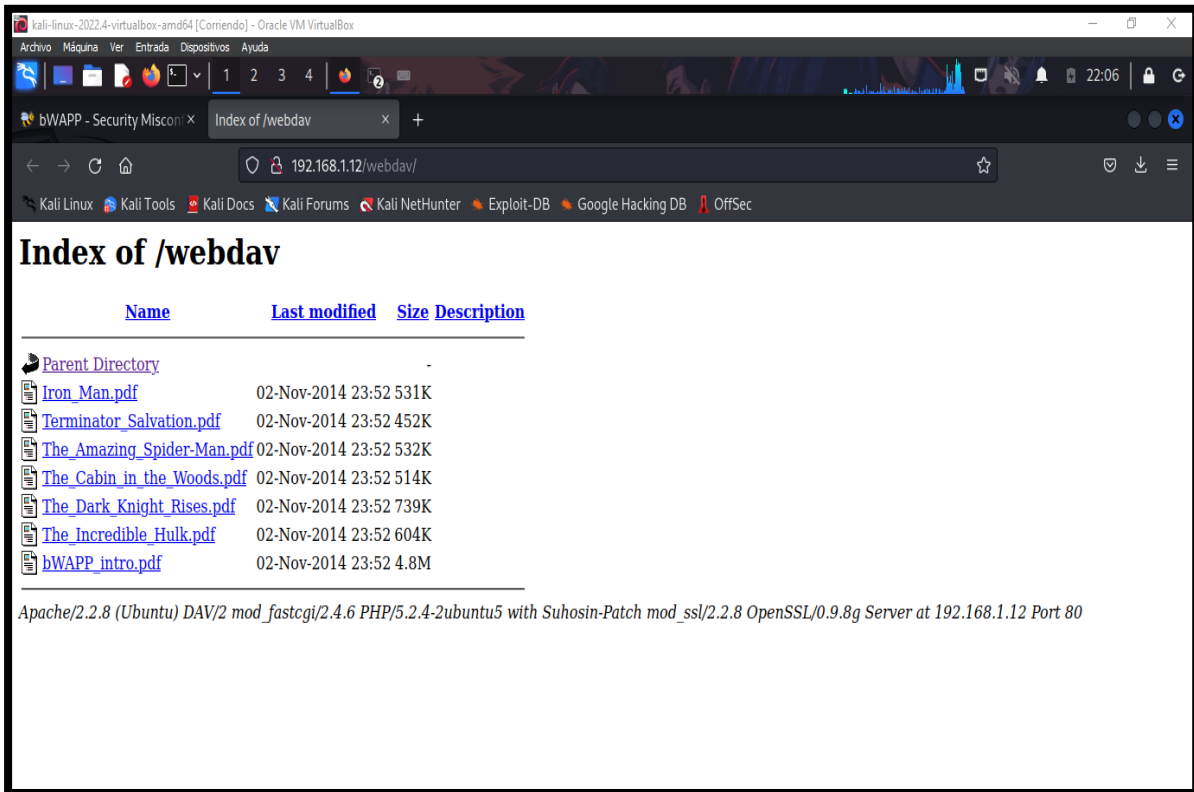 kali-linux-2022.4-virtualbox-amd64 [Corriendo] - Oracle VM VirtualBox
Archivo Máquina Ver Entrada Dispositivos Ayuda
1 2 3 4 22:06
bWAPP - Security Misconf Index of /webdav
192.168.1.12/webdav/
Kali Linux Kali Tools Kali Docs Kali Forums Kali NetHunter Exploit-DB Google Hacking DB OffSec
Index of /webdav
Name Last modified Size Description
Parent Directory -
Iron_Man.pdf 02-Nov-2014 23:52 531K
Terminator_Salvation.pdf 02-Nov-2014 23:52 452K
The_Amazing_Spider-Man.pdf 02-Nov-2014 23:52 532K
The_Cabin_in_the_Woods.pdf 02-Nov-2014 23:52 514K
The_Dark_Knight_Rises.pdf 02-Nov-2014 23:52 739K
The_Incredible_Hulk.pdf 02-Nov-2014 23:52 604K
bWAPP_intro.pdf 02-Nov-2014 23:52 4.8M
Apache/2.2.8 (Ubuntu) DAV/2 mod_fastcgi/2.4.6 PHP/5.2.4-2ubuntu5 with Suhosin-Patch mod_ssl/2.2.8 OpenSSL/0.9.8g Server at 192.168.1.12 Port 80